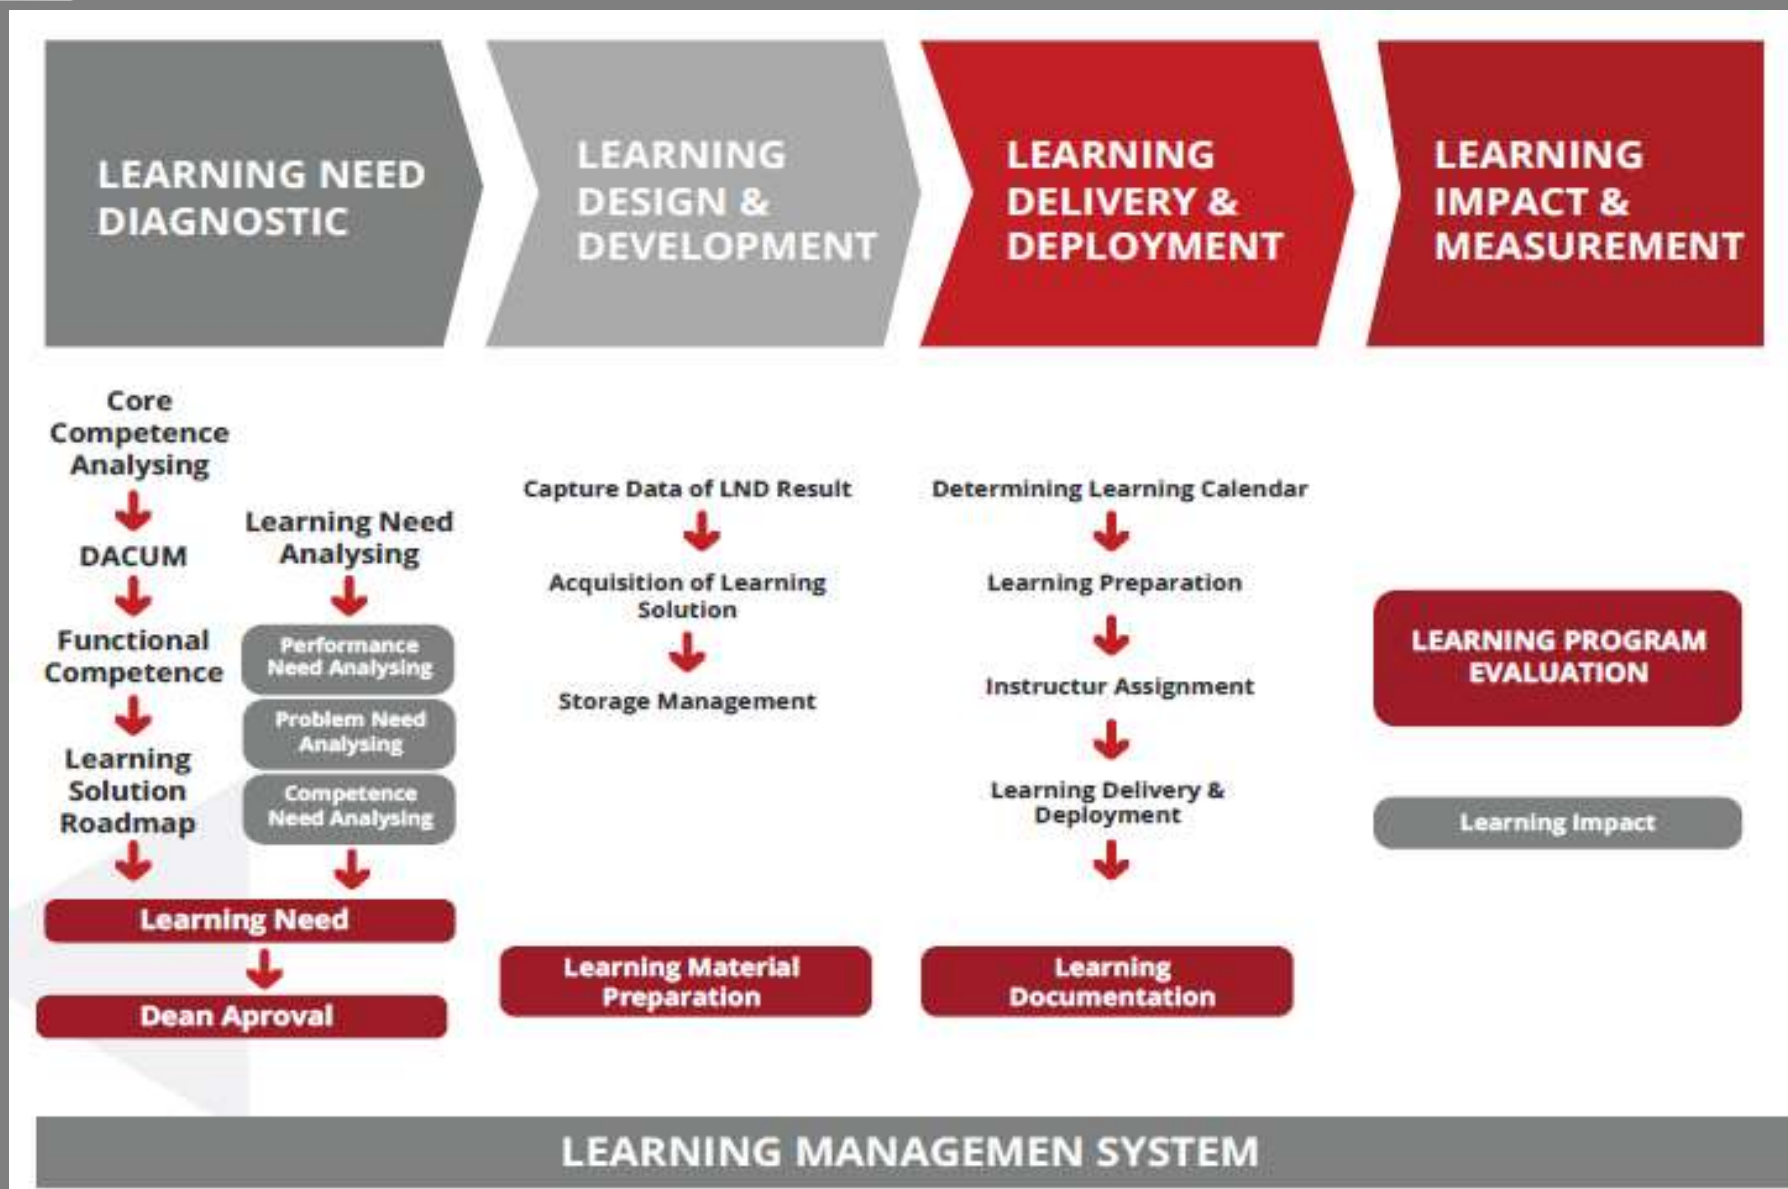 LEARNING NEED
DIAGNOSTIC
LEARNING
DESIGN &
DEVELOPMENT
LEARNING
DELIVERY &
DEPLOYMENT
LEARNING
IMPACT &
MEASUREMENT
Core
Competence
Analysing
DACUM
Functional
Competence
Learning
Solution
Roadmap
Learning Need
Analysing
Performance
Need Analysing
Problem Need
Analysing
Competence
Need Analysing
Learning Need
Dean Aproval
Capture Data of LND Result
Acquisition of Learning
Solution
Storage Management
Learning Material
Preparation
Determining Learning Calendar
Learning Preparation
Instructur Assignment
Learning Delivery &
Deployment
Learning
Documentation
LEARNING PROGRAM
EVALUATION
Learning Impact
LEARNING MANAGEMEN SYSTEM